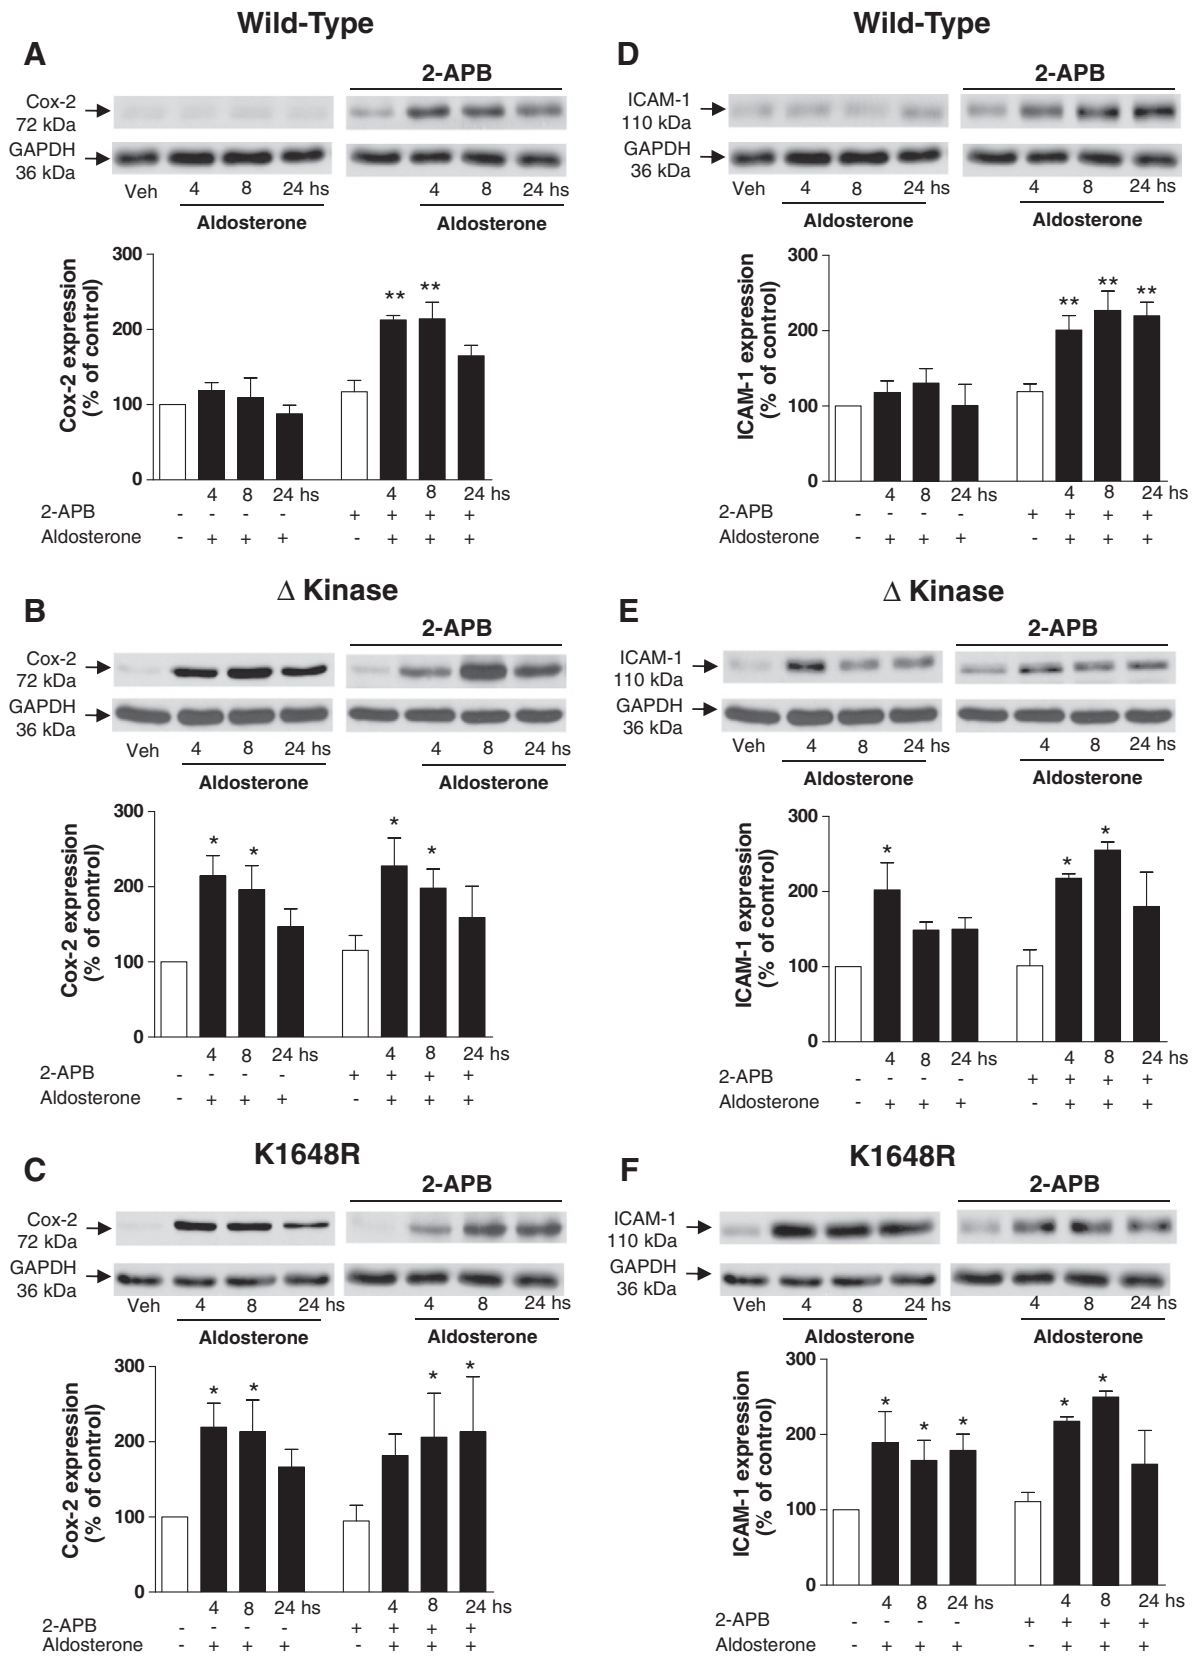 Wild-Type
A
2-APB
Cox-2
72 kDa
GAPDH
36 kDa
Veh 4 8 24 hs 4 8 24 hs
Aldosterone Aldosterone
Cox-2 expression
(% of control)
300
200
100
0
4 8 24 hs 4 8 24 hs
** **
2-APB - - - - + + + +
Aldosterone - + + + - + + +
Δ Kinase
B
2-APB
Cox-2
72 kDa
GAPDH
36 kDa
Veh 4 8 24 hs 4 8 24 hs
Aldosterone Aldosterone
Cox-2 expression
(% of control)
300
200
100
0
* * * *
4 8 24 hs 4 8 24 hs
2-APB - - - - + + + +
Aldosterone - + + + - + + +
K1648R
C
2-APB
Cox-2
72 kDa
GAPDH
36 kDa
Veh 4 8 24 hs 4 8 24 hs
Aldosterone Aldosterone
Cox-2 expression
(% of control)
300
200
100
0
* * * *
4 8 24 hs 4 8 24 hs
2-APB - - - - + + + +
Aldosterone - + + + - + + +
Wild-Type
D
2-APB
ICAM-1
110 kDa
GAPDH
36 kDa
Veh 4 8 24 hs 4 8 24 hs
Aldosterone Aldosterone
ICAM-1 expression
(% of control)
300
200
100
0
** ** **
4 8 24 hs 4 8 24 hs
2-APB - - - - + + + +
Aldosterone - + + + - + + +
Δ Kinase
E
2-APB
ICAM-1
110 kDa
GAPDH
36 kDa
Veh 4 8 24 hs 4 8 24 hs
Aldosterone Aldosterone
ICAM-1 expression
(% of control)
300
200
100
0
* * *
4 8 24 hs 4 8 24 hs
2-APB - - - - + + + +
Aldosterone - + + + - + + +
K1648R
F
2-APB
ICAM-1
110 kDa
GAPDH
36 kDa
Veh 4 8 24 hs 4 8 24 hs
Aldosterone Aldosterone
ICAM-1 expression
(% of control)
300
200
100
0
* * * * *
4 8 24 hs 4 8 24 hs
2-APB - - - - + + + +
Aldosterone - + + + - + + +